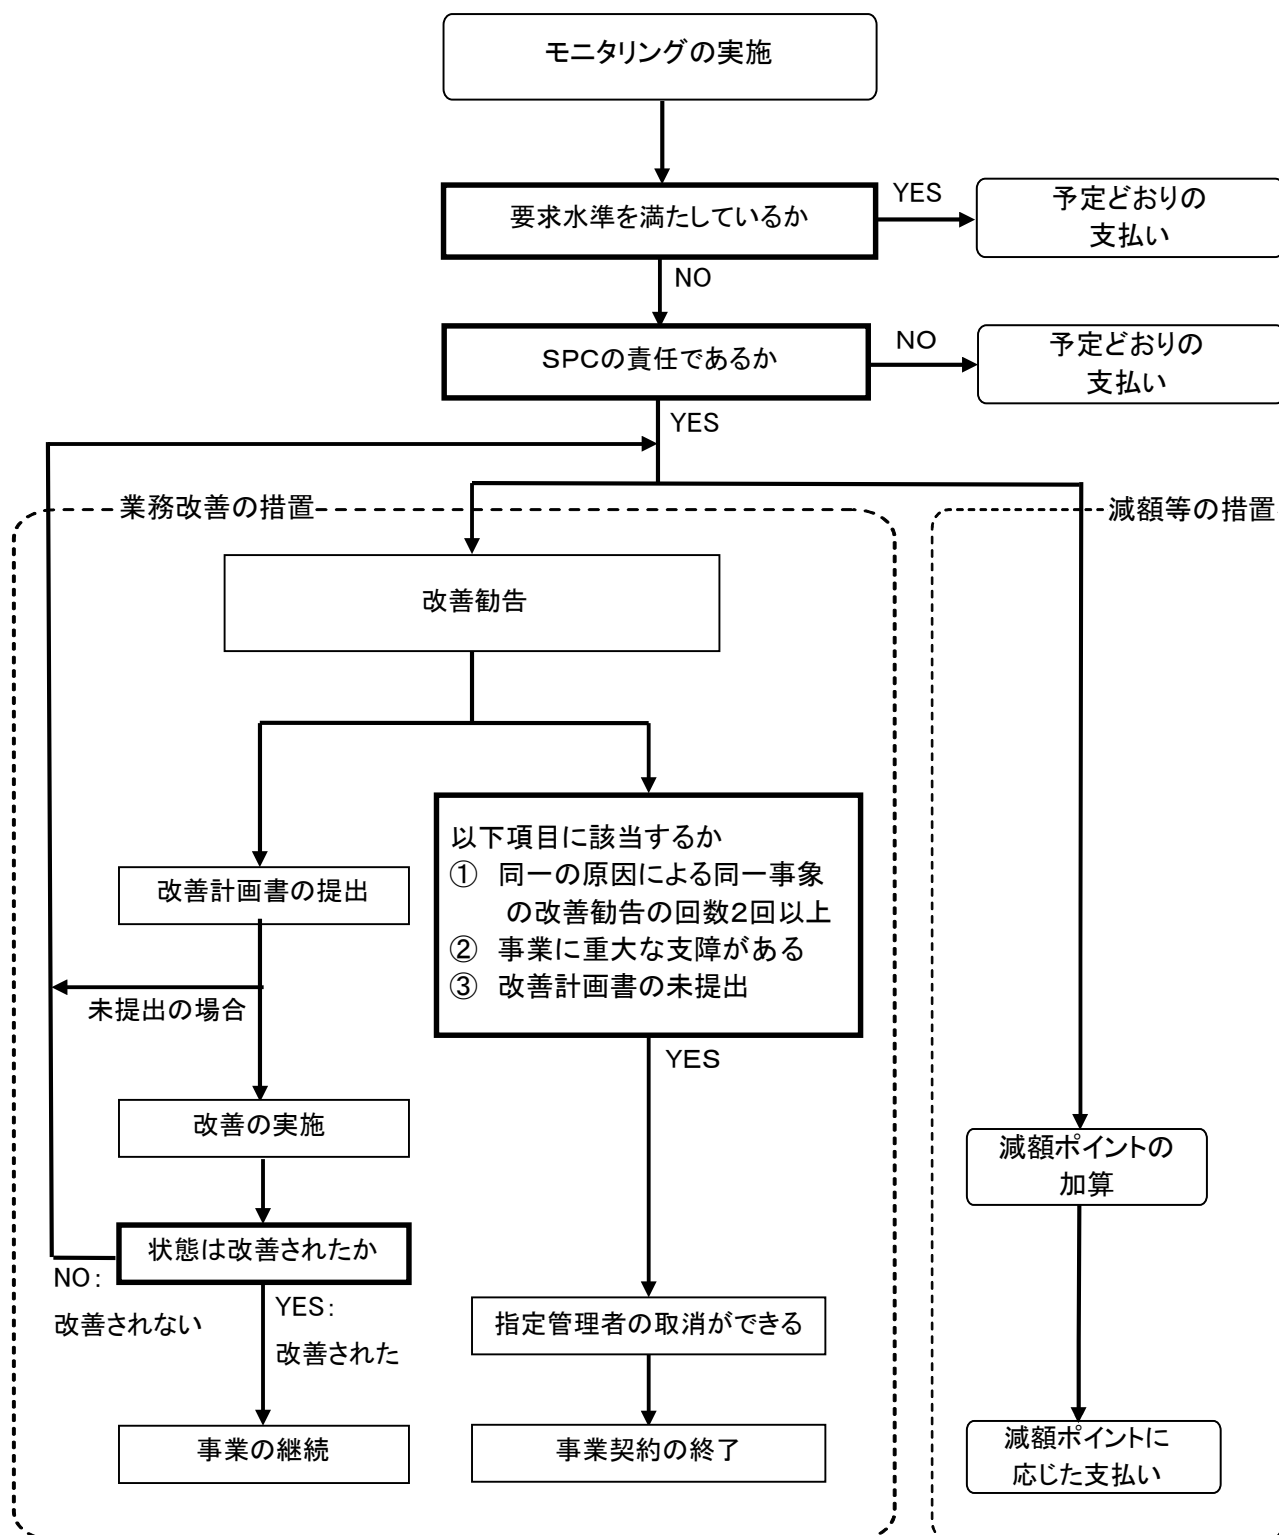 モニタリングの実施
要求水準を満たしているか
YES
予定どおりの
支払い
NO
SPCの責任であるか
NO
予定どおりの
支払い
YES
業務改善の措置
減額等の措置
改善勧告
以下項目に該当するか
① 同一の原因による同一事象
の改善勧告の回数2回以上
② 事業に重大な支障がある
③ 改善計画書の未提出
改善計画書の提出
未提出の場合
YES
改善の実施
減額ポイントの
加算
状態は改善されたか
NO:
改善されない
YES:
改善された
指定管理者の取消ができる
事業の継続
事業契約の終了
減額ポイントに
応じた支払い